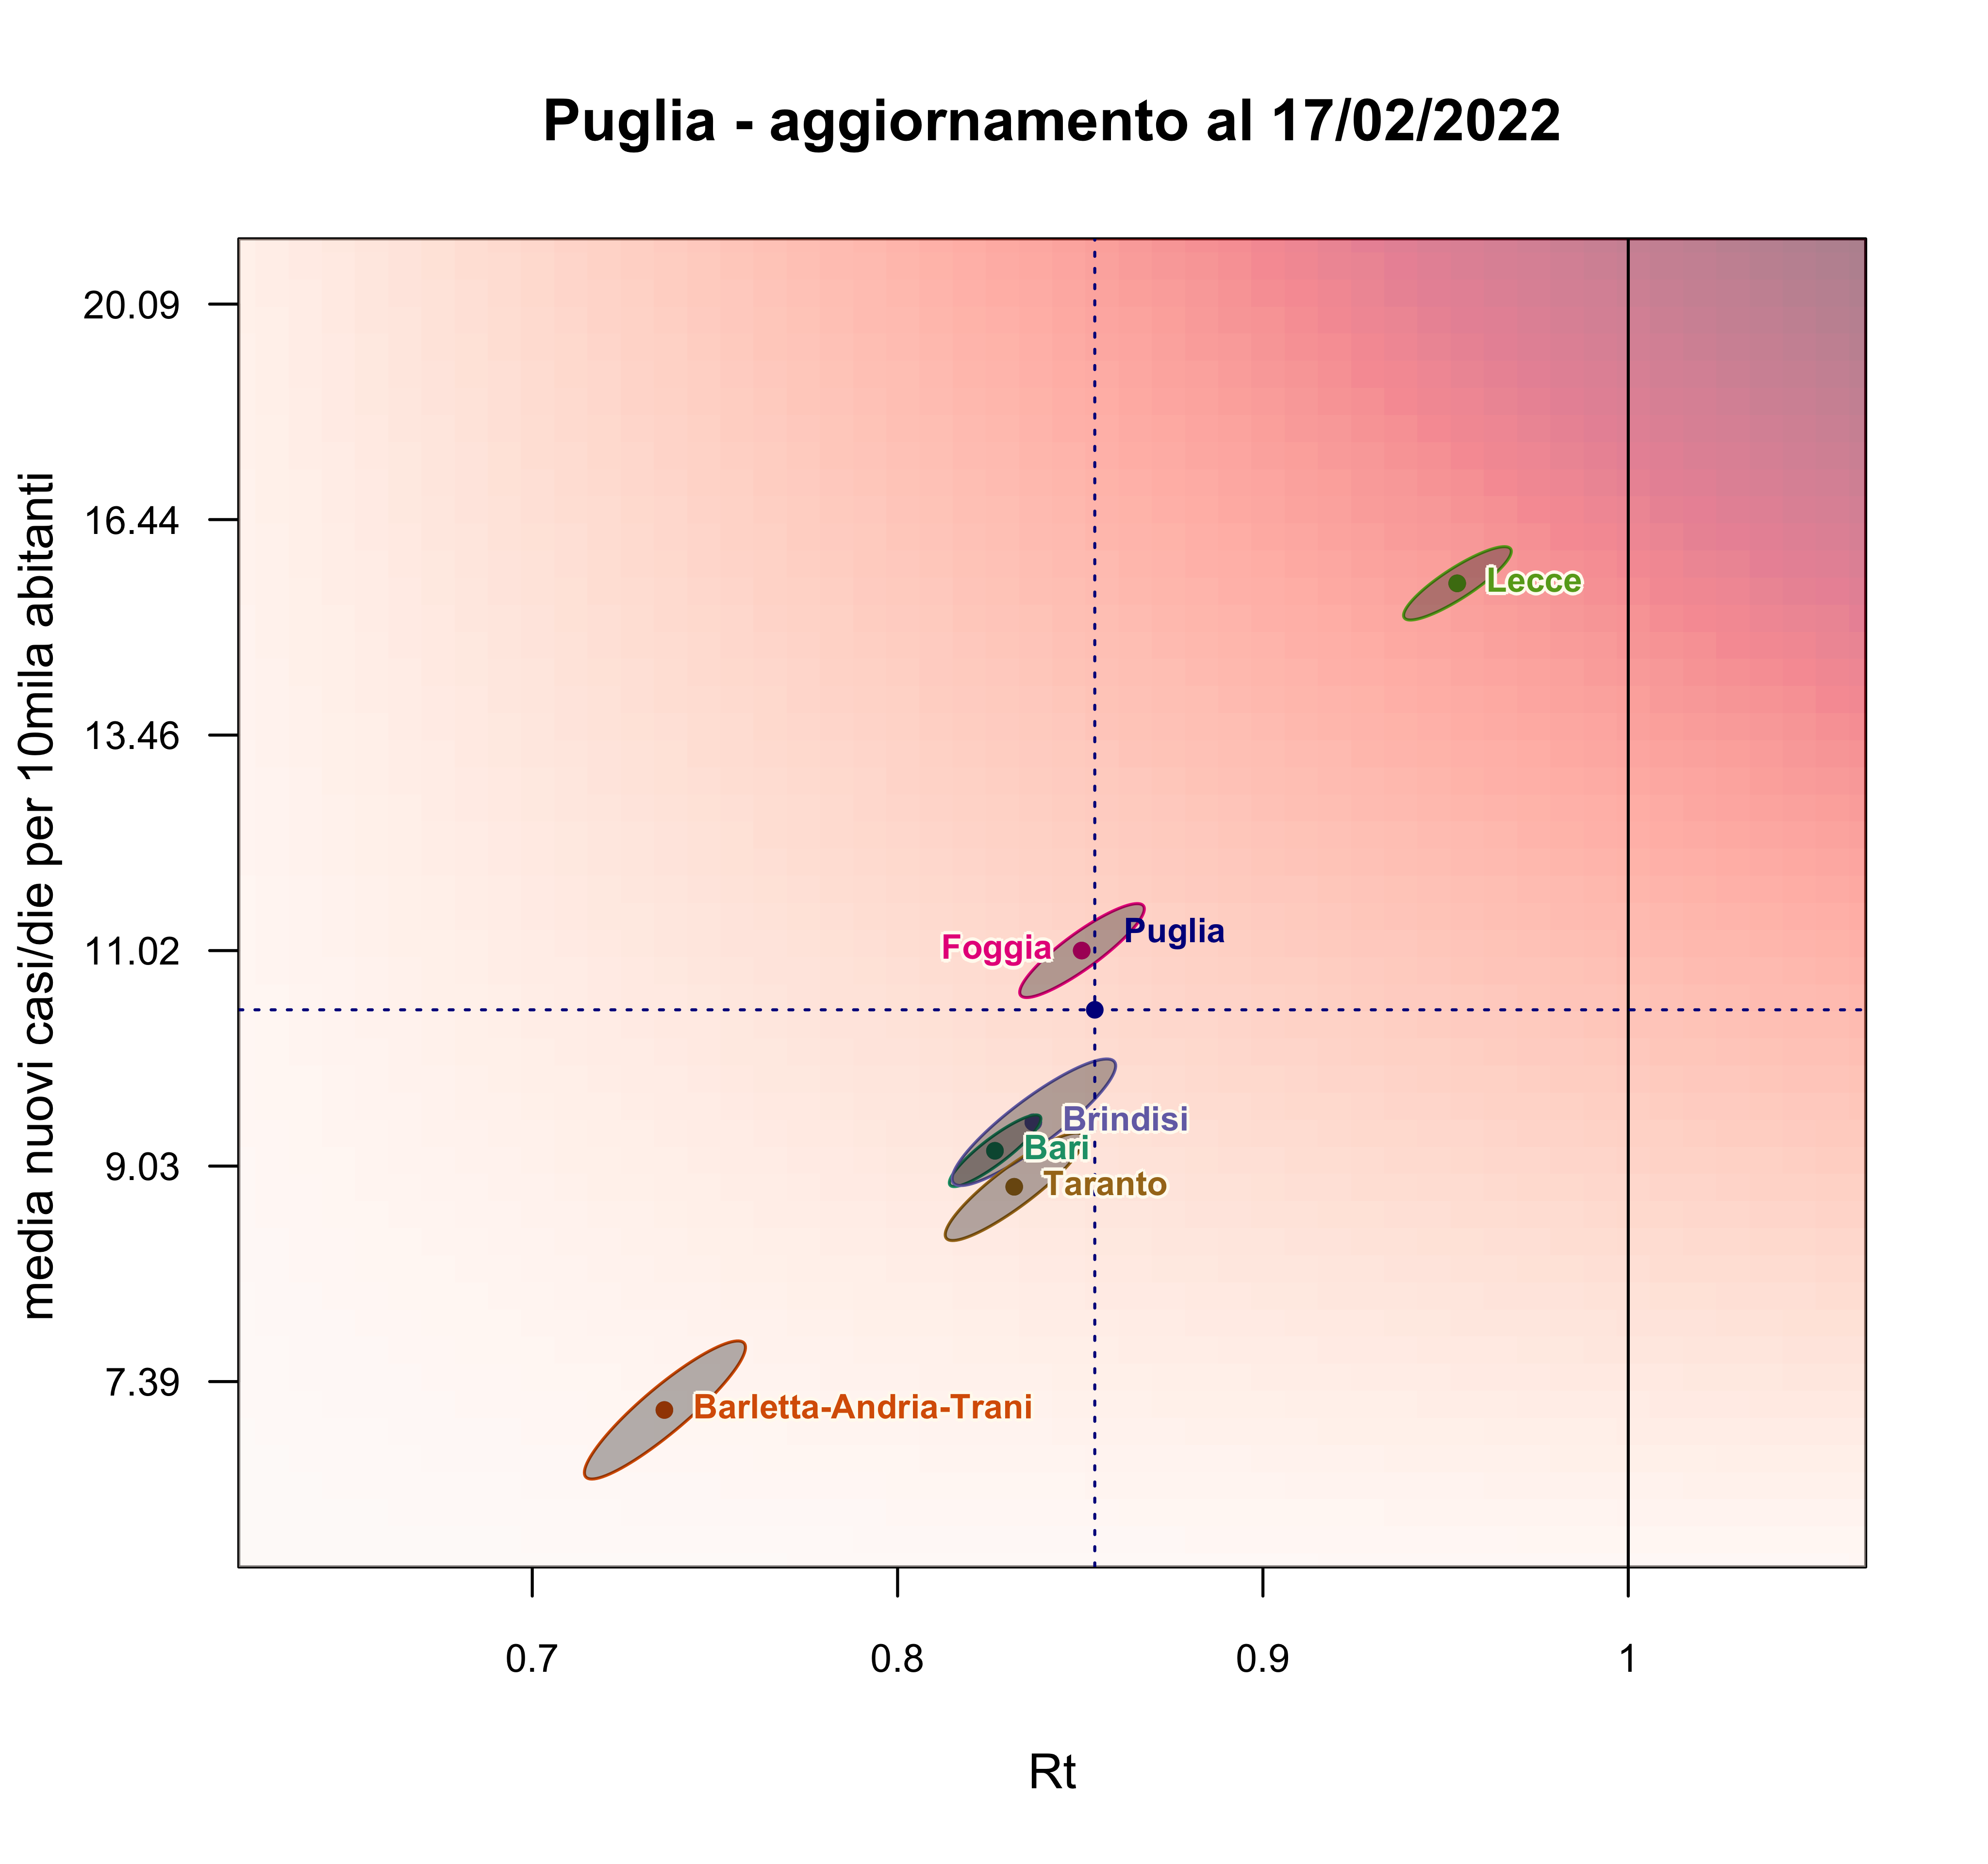 Puglia - aggiornamento al 17/02/2022
media nuovi casi/die per 10mila abitanti
20.09
16.44
13.46
11.02
9.03
7.39
Lecce
Puglia
Foggia
Brindisi
Bari
Taranto
Barletta-Andria-Trani
0.7
0.8
0.9
1
Rt